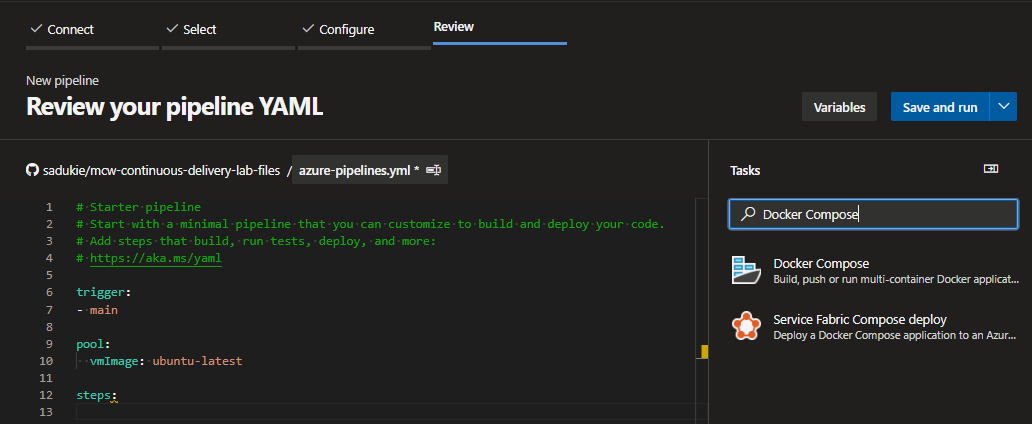 Connect
Select
Configure
Review
New pipeline
Review your pipeline YAML
Variables
Save and run
sadukie/mcw-continuous-delivery-lab-files / azure-pipelines.yml *
Tasks
1 # Starter pipeline
2 # Start with a minimal pipeline that you can customize to build and deploy your code.
3 # Add steps that build, run tests, deploy, and more:
4 # https://aka.ms/yaml
5
6 trigger:
7 - main
8
9 pool:
10   vmImage: ubuntu-latest
11
12 steps:
13
Docker Compose
Docker Compose
Build, push or run multi-container Docker applicat...
Service Fabric Compose deploy
Deploy a Docker Compose application to an Azur...